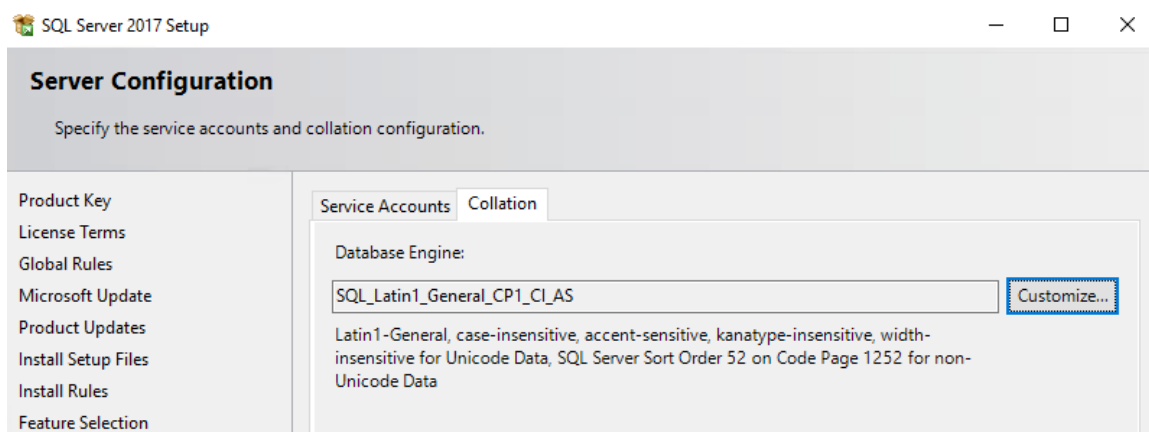 SQL Server 2017 Setup
Server Configuration
Specify the service accounts and collation configuration.
Product Key
License Terms
Global Rules
Microsoft Update
Product Updates
Install Setup Files
Install Rules
Feature Selection
Service Accounts
Collation
Database Engine:
SQL_Latin1_General_CP1_CI_AS
Customize...
Latin1-General, case-insensitive, accent-sensitive, kanatype-insensitive, width-
insensitive for Unicode Data, SQL Server Sort Order 52 on Code Page 1252 for non-
Unicode Data